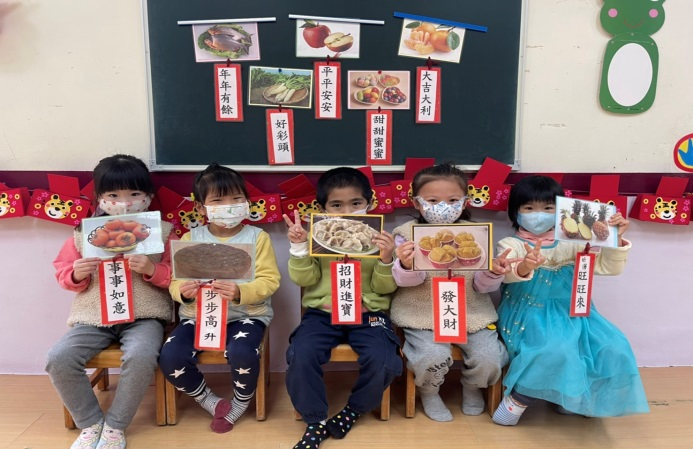 年年有餘
平平安安
大吉大利
好彩頭
甜甜蜜蜜
事事如意
步步高升
招財進寶
發大財
旺旺來